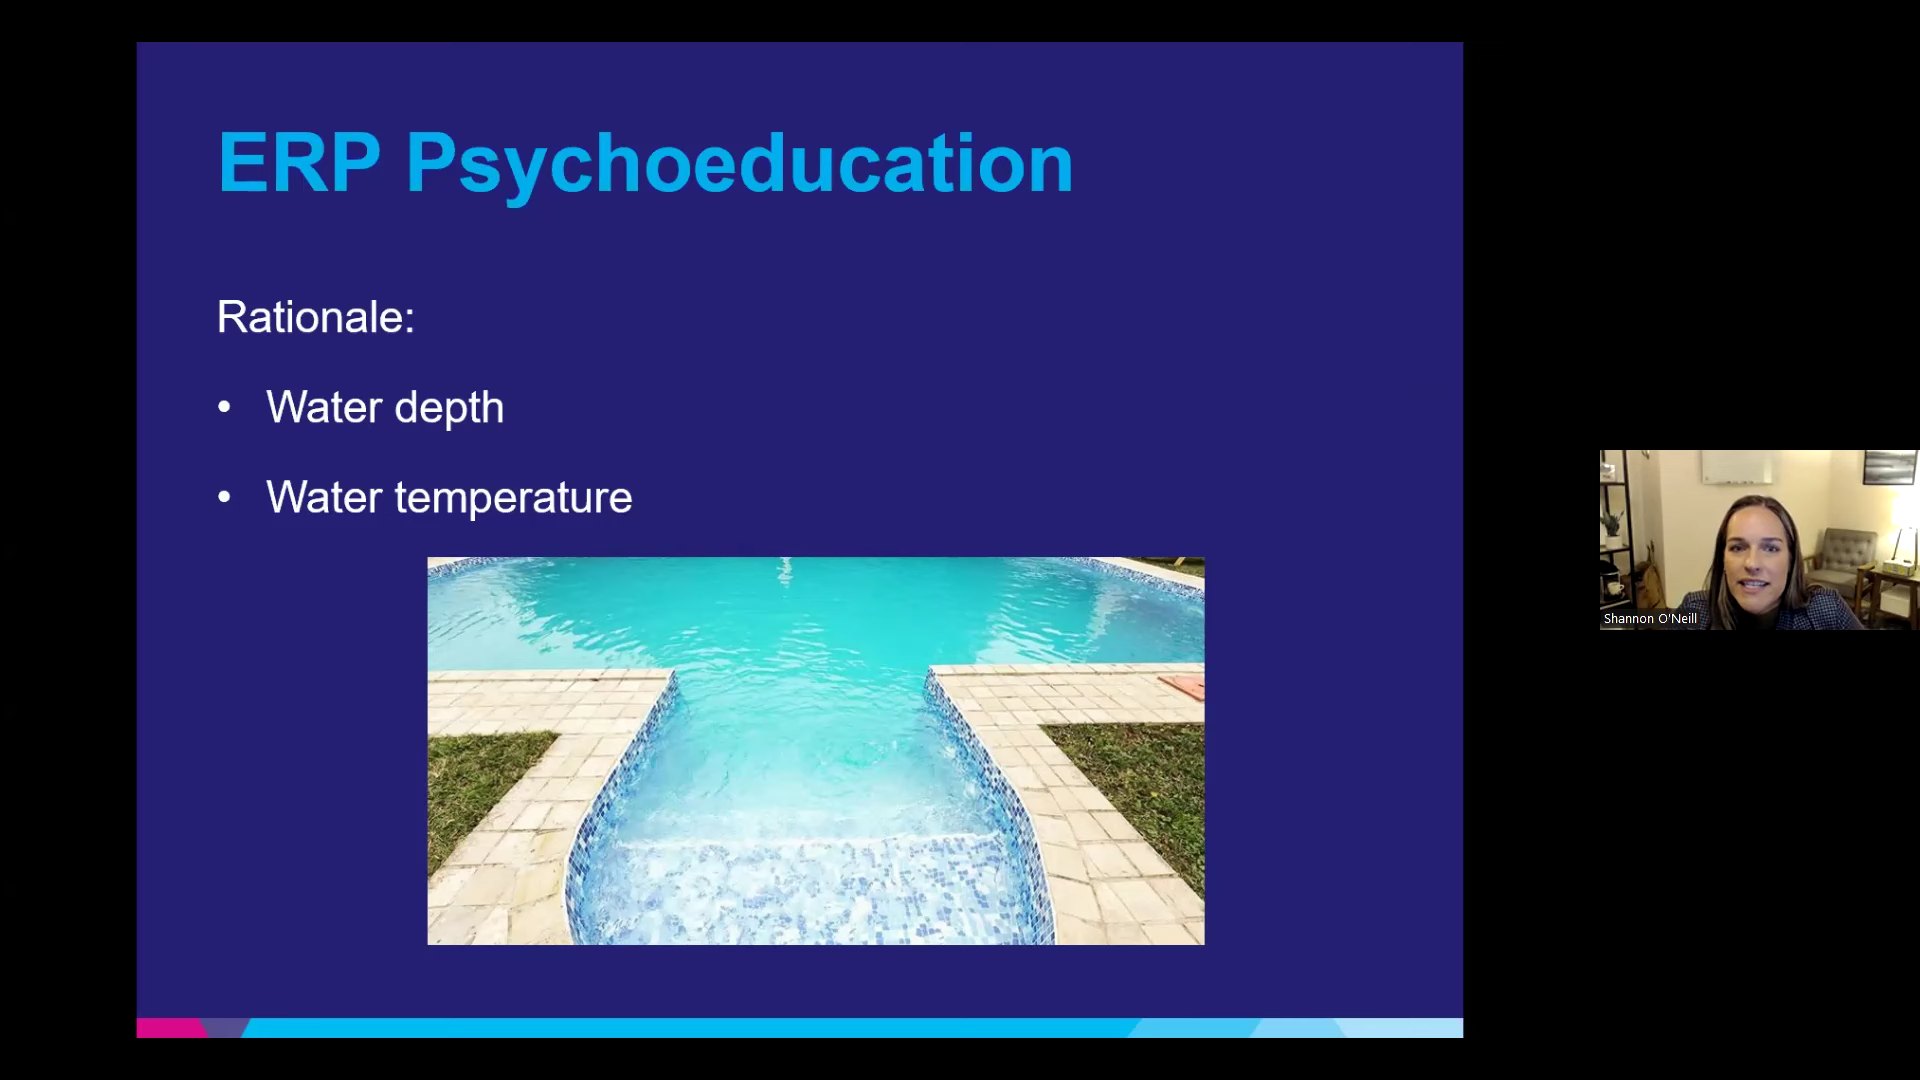 ERP Psychoeducation
Rationale:
• Water depth
• Water temperature
Shannon O'Neill